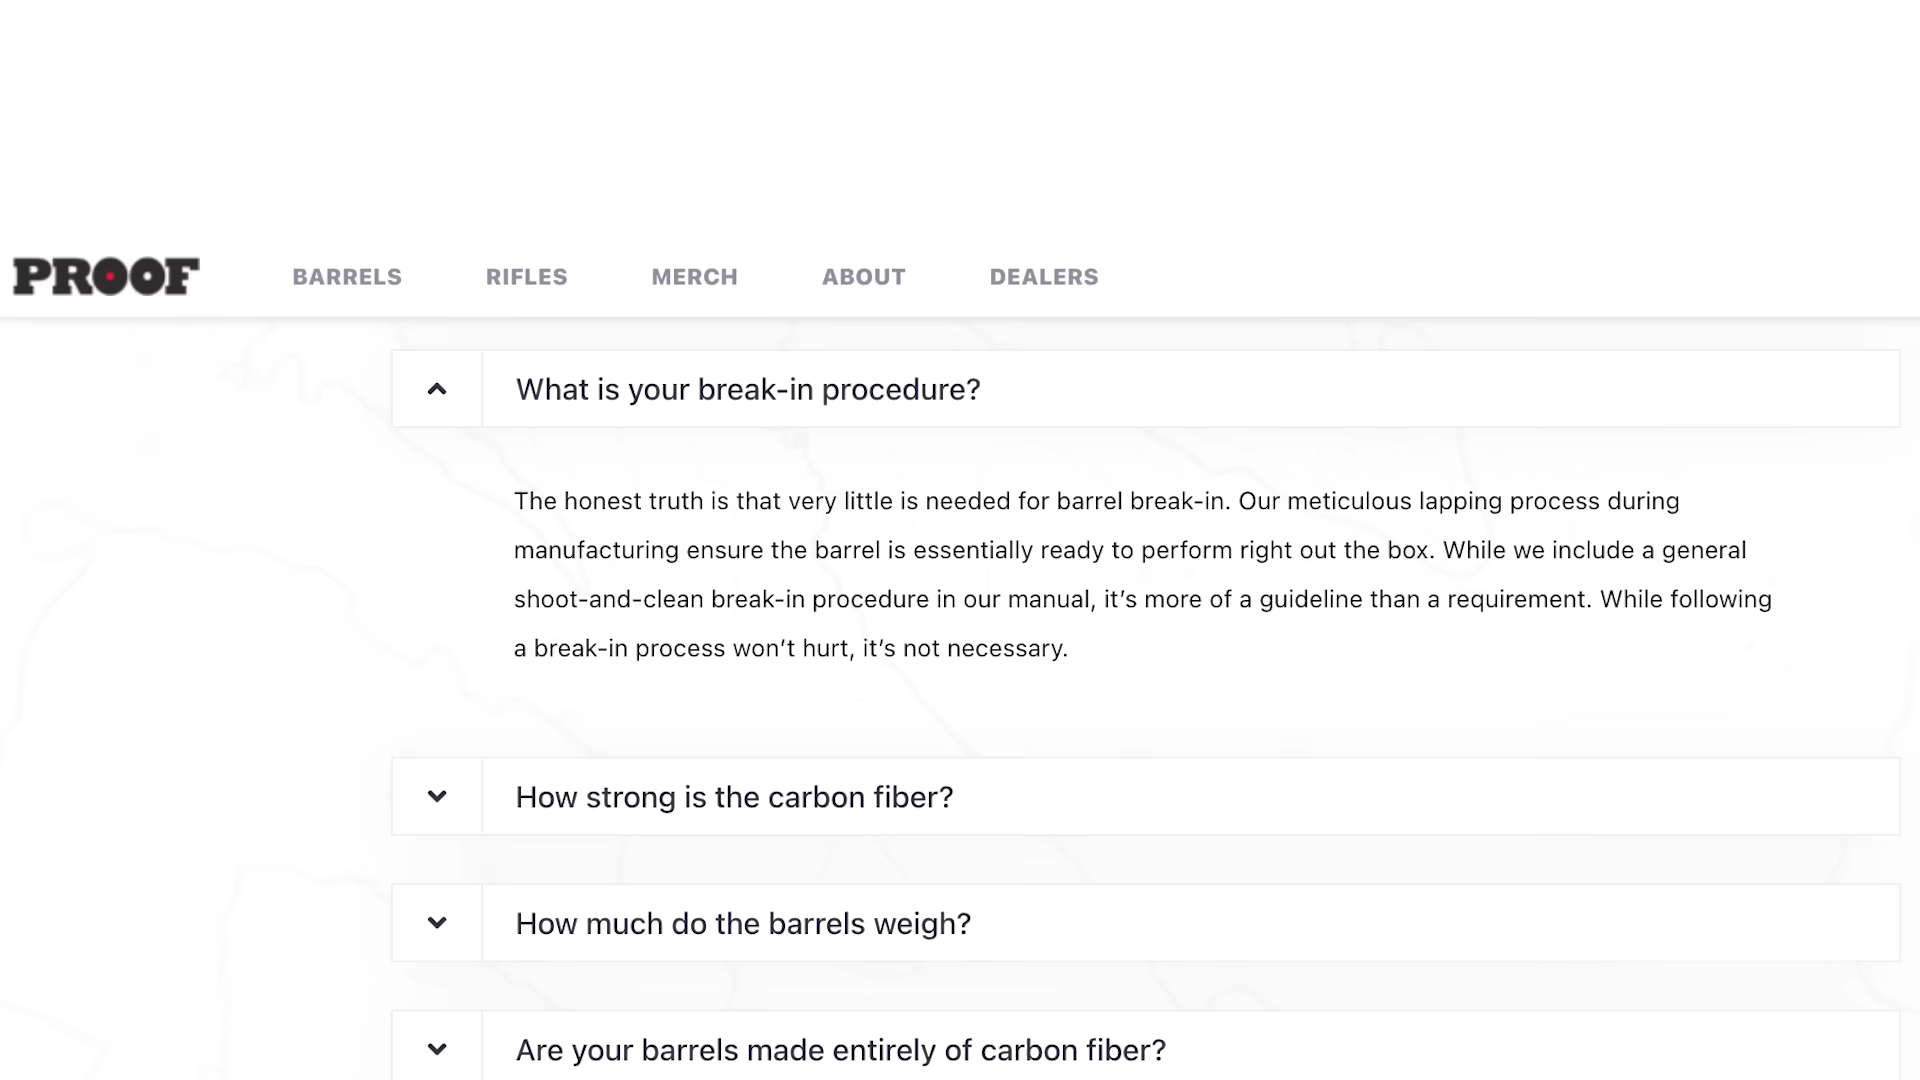 PROOF BARRELS RIFLES MERCH ABOUT DEALERS
What is your break-in procedure?
The honest truth is that very little is needed for barrel break-in. Our meticulous lapping process during
manufacturing ensure the barrel is essentially ready to perform right out the box. While we include a general
shoot-and-clean break-in procedure in our manual, it’s more of a guideline than a requirement. While following
a break-in process won’t hurt, it’s not necessary.
How strong is the carbon fiber?
How much do the barrels weigh?
Are your barrels made entirely of carbon fiber?